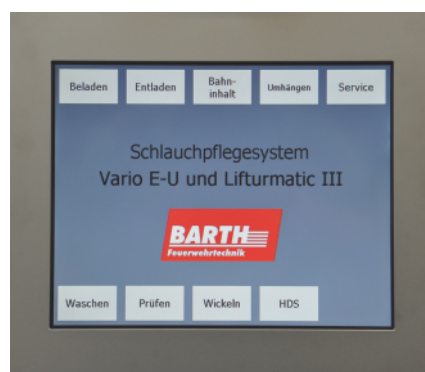 Beladen
Entladen
Bahn-
inhalt
Umhängen
Service
Schlauchpflegesystem
Vario E-U und Lifturmatic III
BARTH
Feuerwehrtechnik
Waschen
Prüfen
Wickeln
HDS